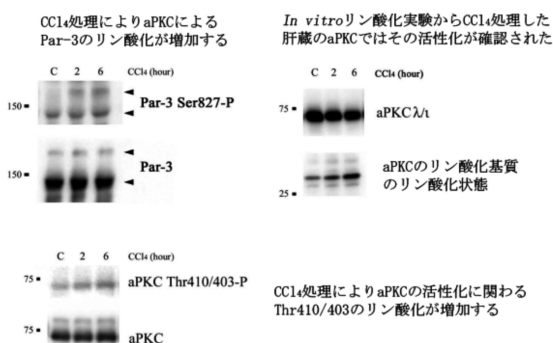 CCl4処理によりaPKCによる
Par-3のリン酸化が増加する
C 2 6 CCl4 (hour)
150
Par-3 Ser827-P
150
Par-3
In vitroリン酸化実験からCCl4処理した
肝臓のaPKCではその活性化が確認された
C 2 6 CCl4 (hour)
75
aPKCλ/ι
aPKCのリン酸化基質
のリン酸化状態
25
C 2 6 CCl4 (hour)
75
aPKC Thr410/403-P
75
aPKC
CCl4処理によりaPKCの活性化に関わる
Thr410/403のリン酸化が増加する